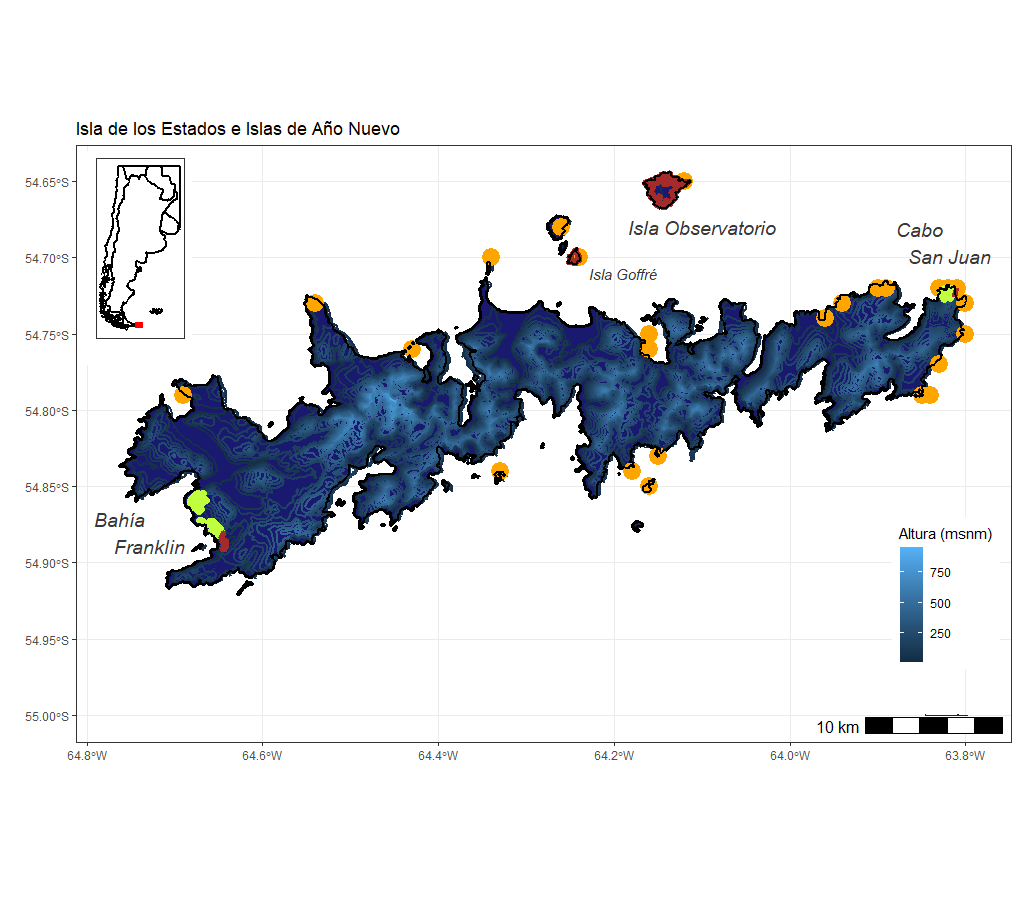 Isla de los Estados e Islas de Año Nuevo
54.65°S
54.70°S
54.75°S
54.80°S
54.85°S
54.90°S
54.95°S
55.00°S
Isla Observatorio
Isla Goffré
Cabo
San Juan
Bahía
Franklin
Altura (msnm)
750
500
250
10 km
64.8°W
64.6°W
64.4°W
64.2°W
64.0°W
63.8°W